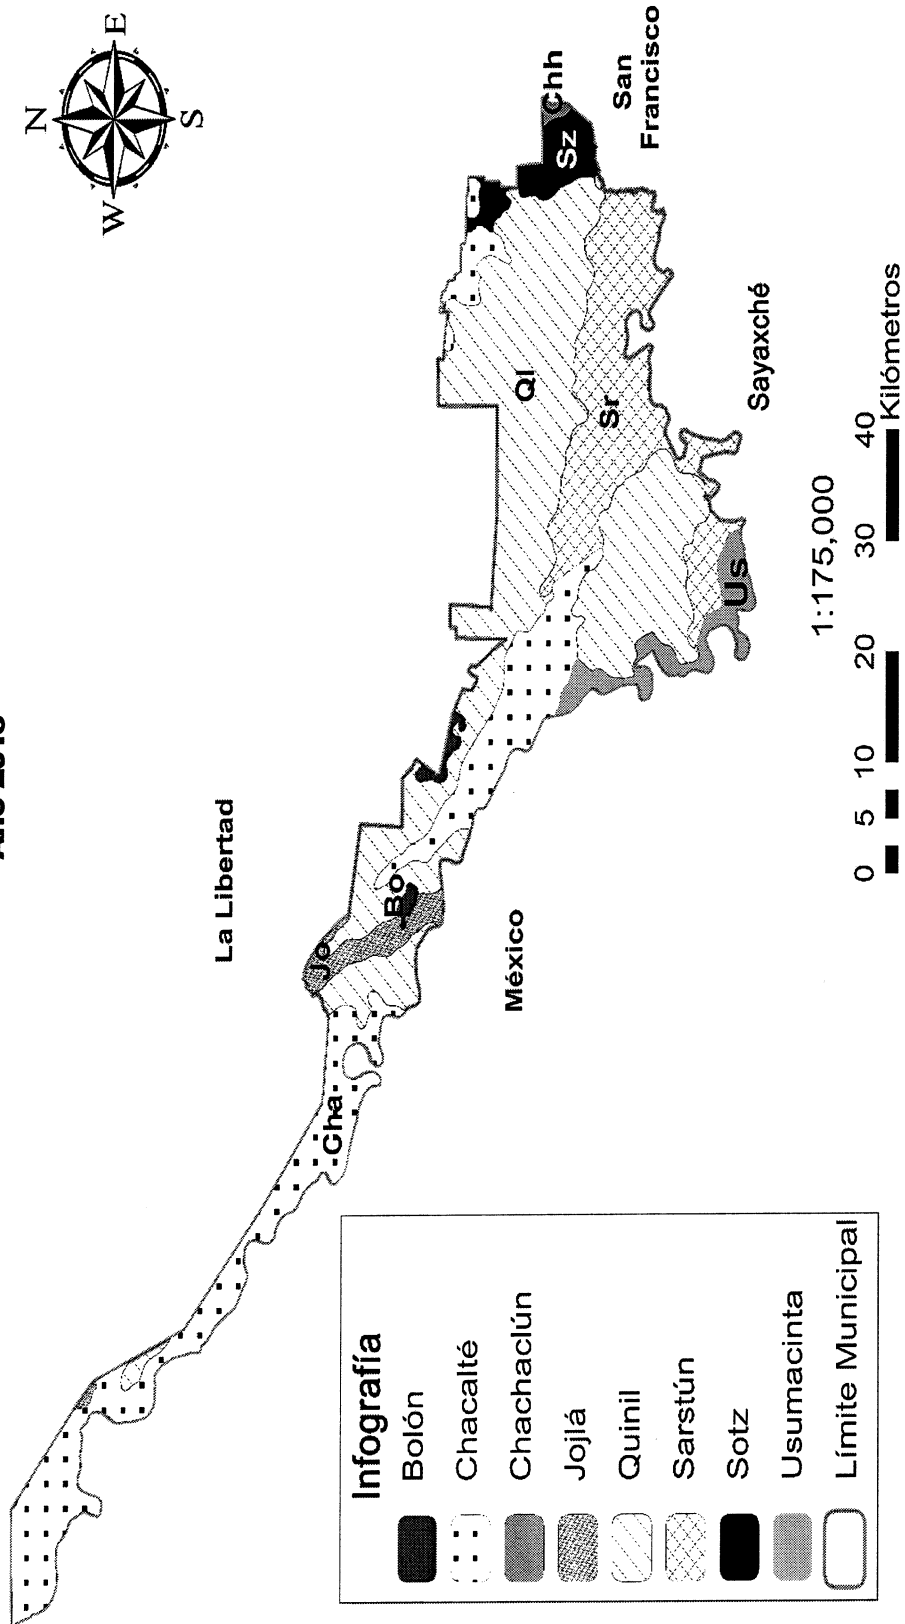 N
W
E
S
La Libertad
Chh
Sz
San
Francisco
Ql
Sr
Jo
Bo
Cha
México
Us
Sayaxché
1:175,000
0 5 10 20 30 40
Kilómetros
Infografía
Bolón
Chacalté
Chachaclún
Jojlá
Quinil
Sarstún
Sotz
Usumacinta
Límite Municipal